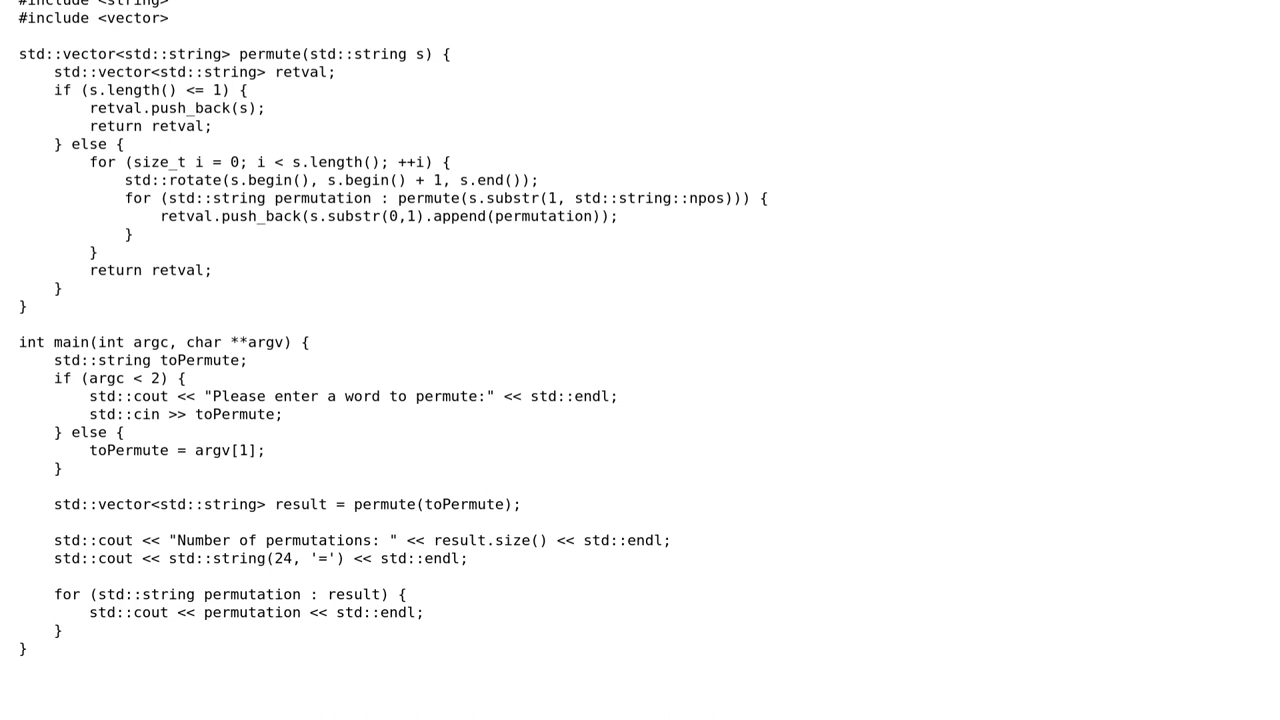 #include <string>
#include <vector>

std::vector<std::string> permute(std::string s) {
    std::vector<std::string> retval;
    if (s.length() <= 1) {
        retval.push_back(s);
        return retval;
    } else {
        for (size_t i = 0; i < s.length(); ++i) {
            std::rotate(s.begin(), s.begin() + 1, s.end());
            for (std::string permutation : permute(s.substr(1, std::string::npos))) {
                retval.push_back(s.substr(0,1).append(permutation));
            }
        }
        return retval;
    }
}

int main(int argc, char **argv) {
    std::string toPermute;
    if (argc < 2) {
        std::cout << "Please enter a word to permute:" << std::endl;
        std::cin >> toPermute;
    } else {
        toPermute = argv[1];
    }

    std::vector<std::string> result = permute(toPermute);

    std::cout << "Number of permutations: " << result.size() << std::endl;
    std::cout << std::string(24, '=') << std::endl;

    for (std::string permutation : result) {
        std::cout << permutation << std::endl;
    }
}